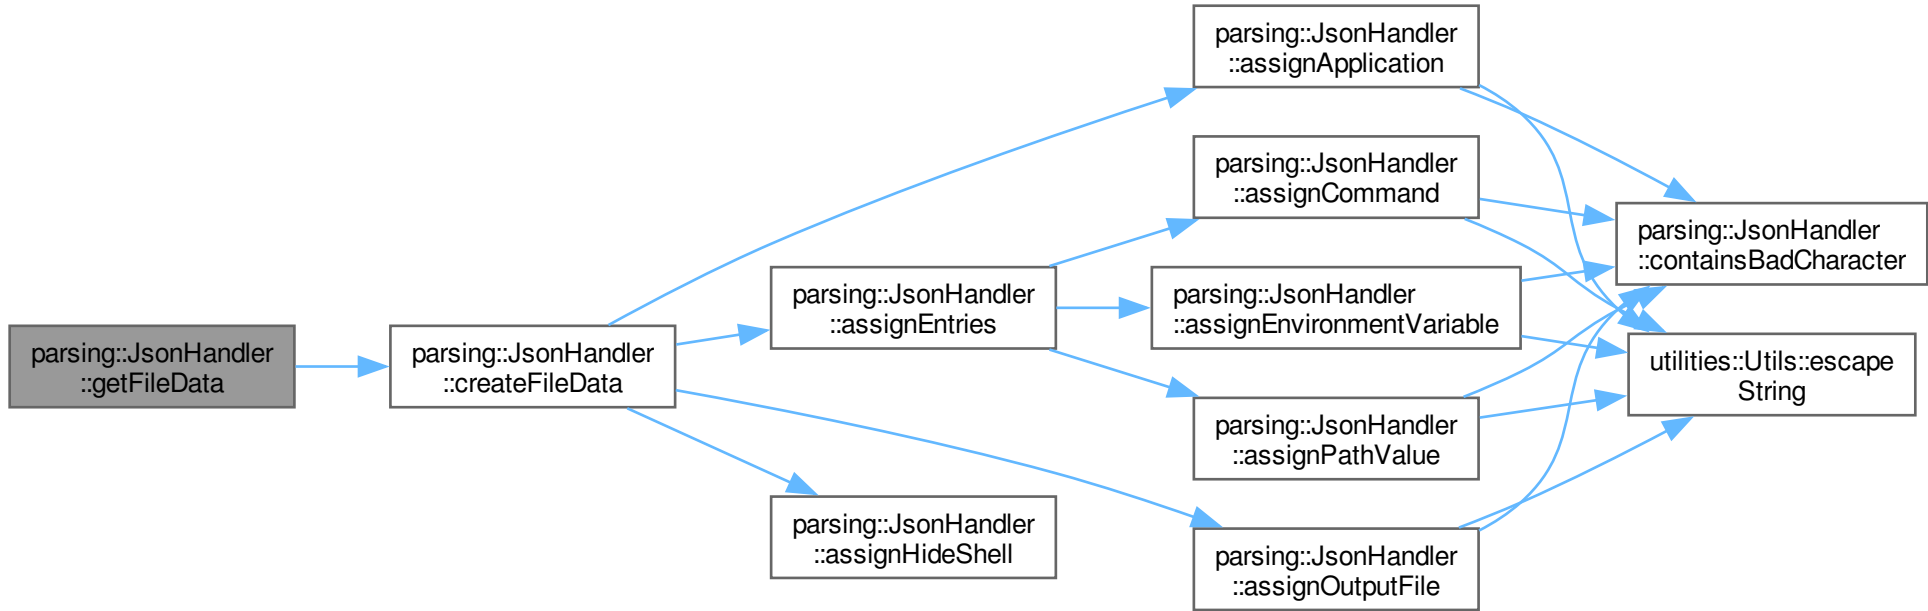 parsing::JsonHandler
::getFileData
parsing::JsonHandler
::createFileData
parsing::JsonHandler
::assignEntries
parsing::JsonHandler
::assignHideShell
parsing::JsonHandler
::assignApplication
parsing::JsonHandler
::assignCommand
parsing::JsonHandler
::assignEnvironmentVariable
parsing::JsonHandler
::assignPathValue
parsing::JsonHandler
::assignOutputFile
parsing::JsonHandler
::containsBadCharacter
utilities::Utils::escape
String